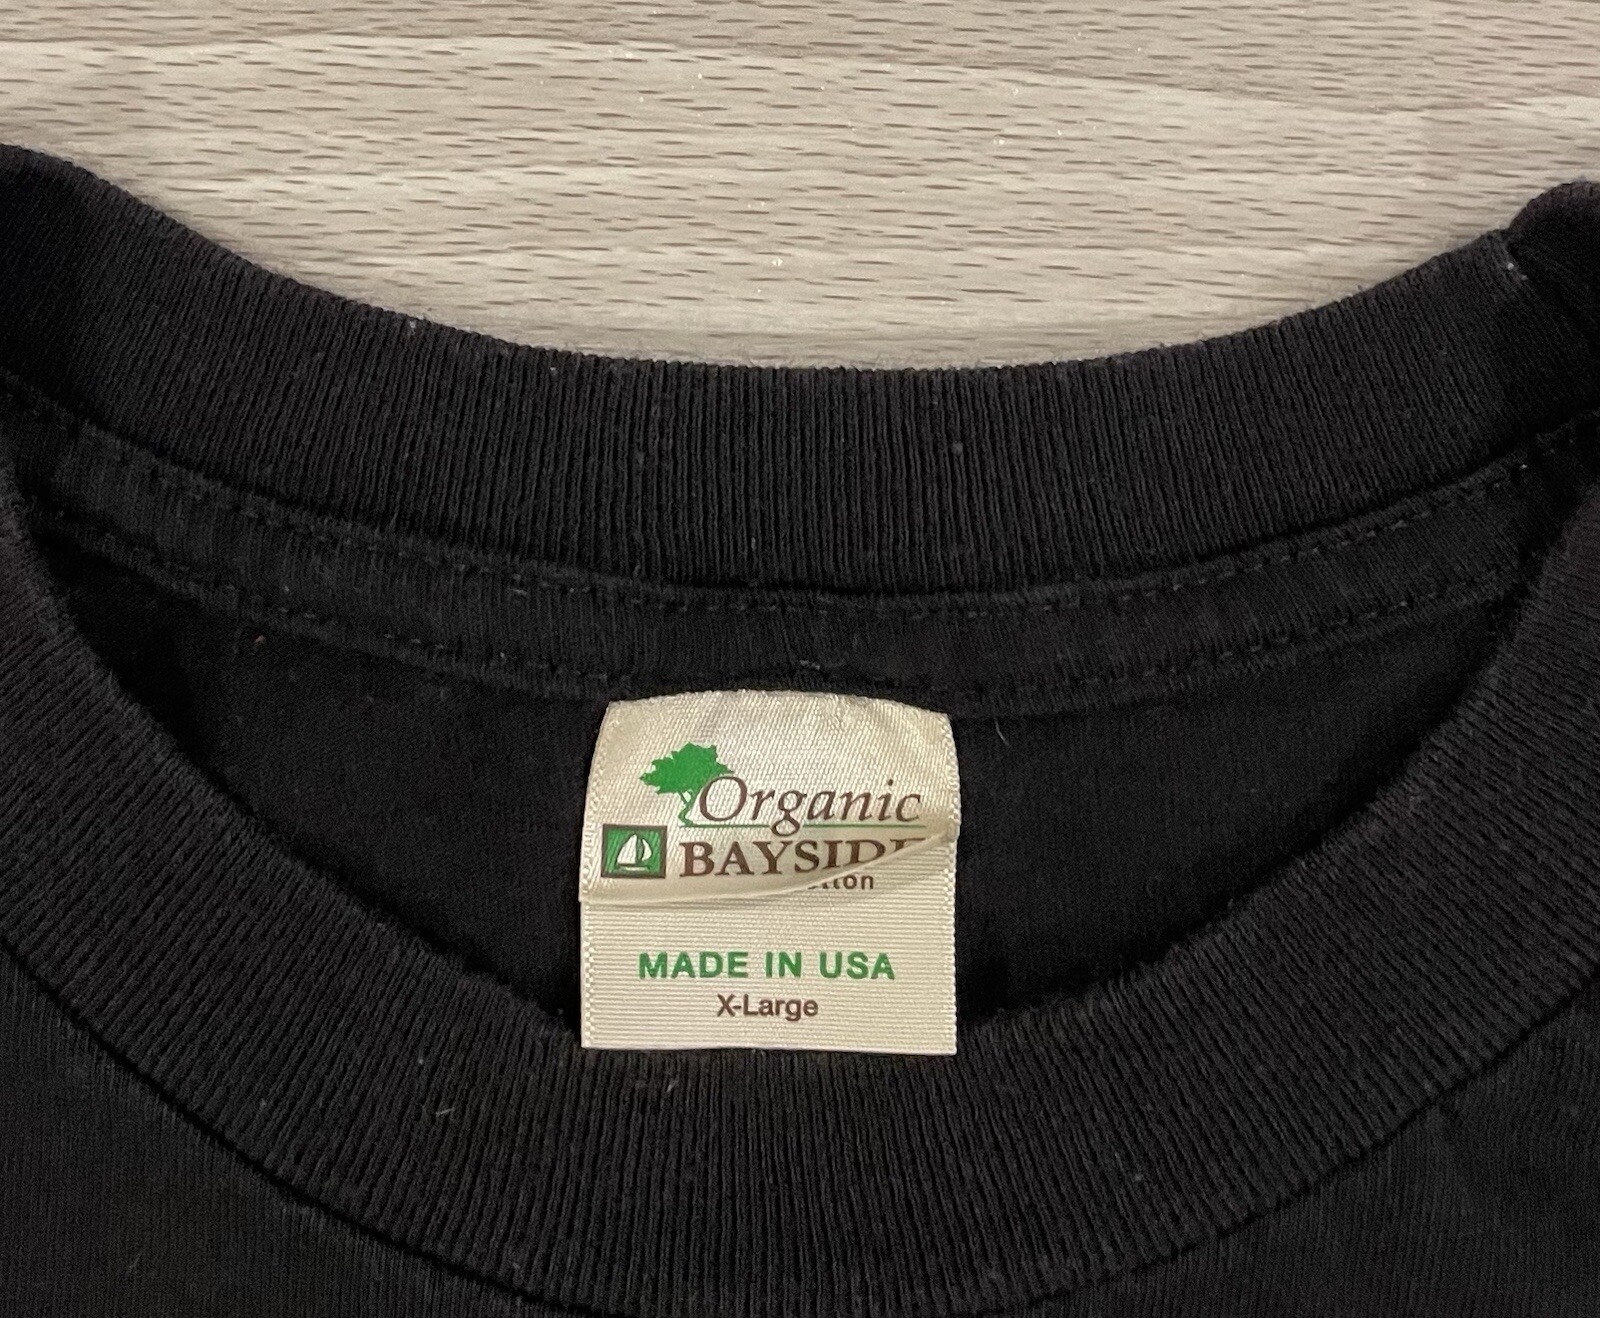 Organic
BAYSIDE
MADE IN USA
X-Large